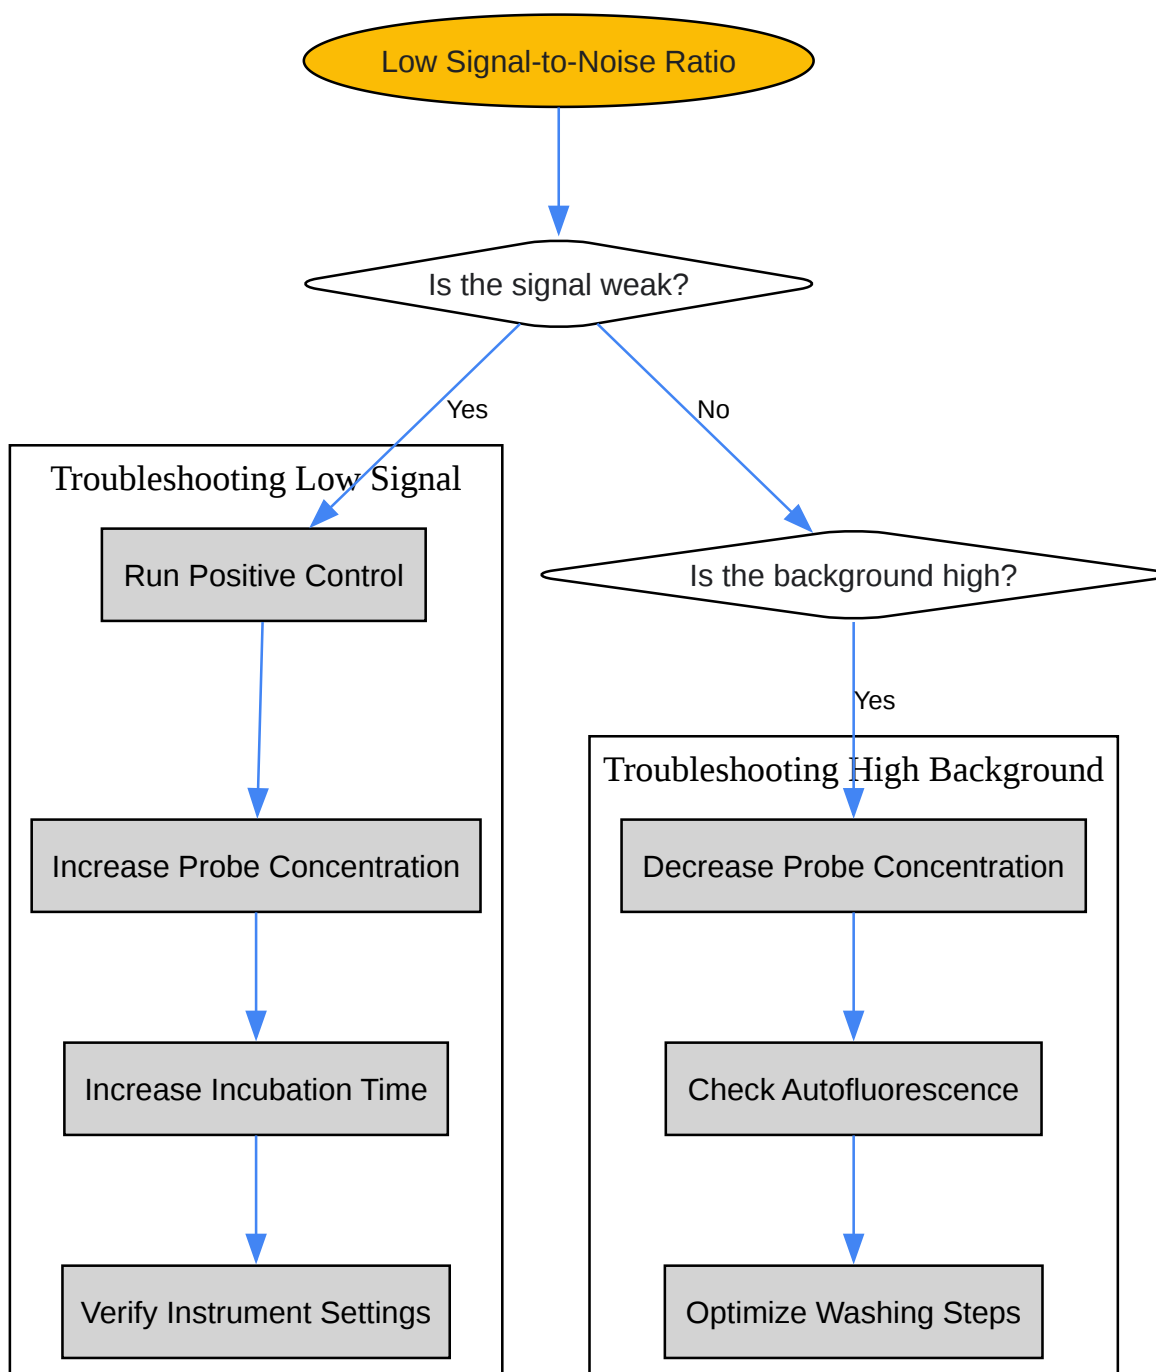 Low Signal-to-Noise Ratio
Is the signal weak?
Yes
No
Troubleshooting Low Signal
Run Positive Control
Is the background high?
Yes
Troubleshooting High Background
Increase Probe Concentration
Decrease Probe Concentration
Increase Incubation Time
Check Autofluorescence
Verify Instrument Settings
Optimize Washing Steps